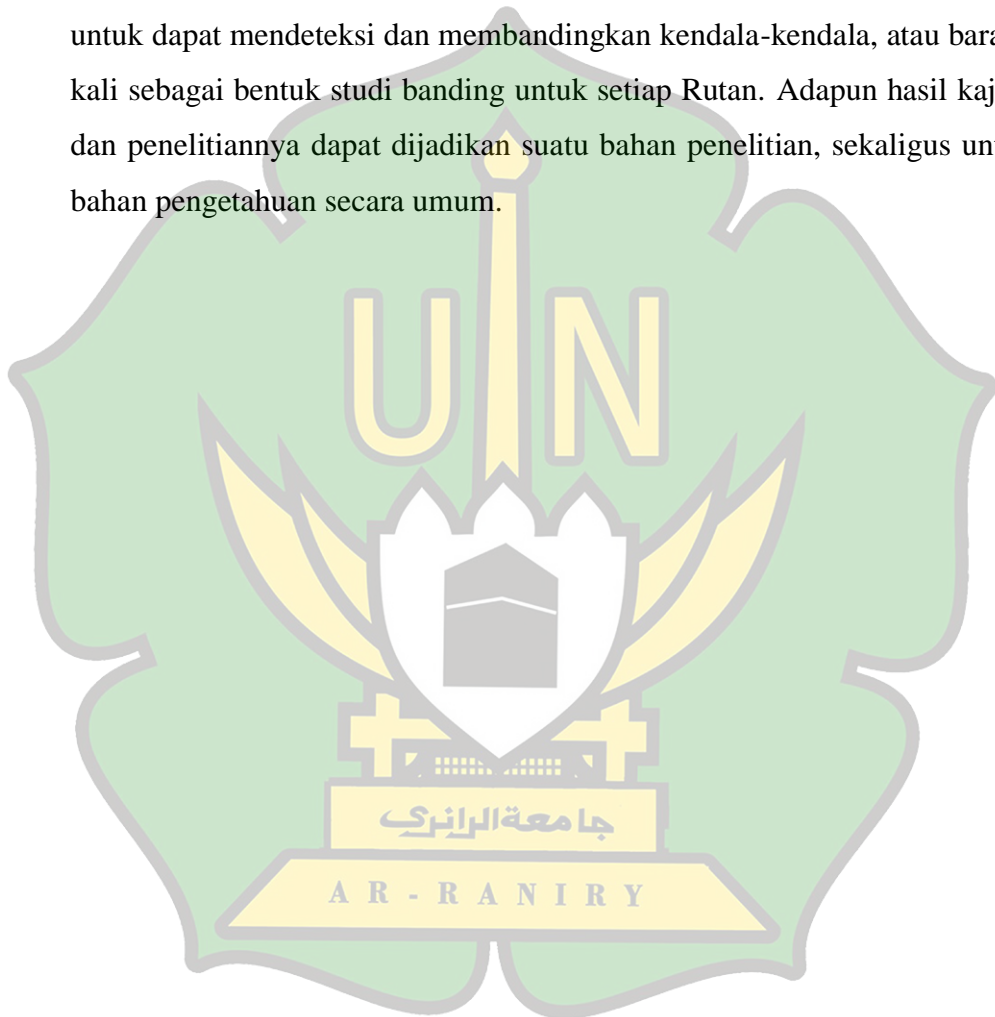 untuk dapat mendeteksi dan membandingkan kendala-kendala, atau bara
kali sebagai bentuk studi banding untuk setiap Rutan. Adapun hasil kaj
dan penelitiannya dapat dijadikan suatu bahan penelitian, sekaligus un
bahan pengetahuan secara umum.
U N
جامعة الرانري
AR-RANIRY